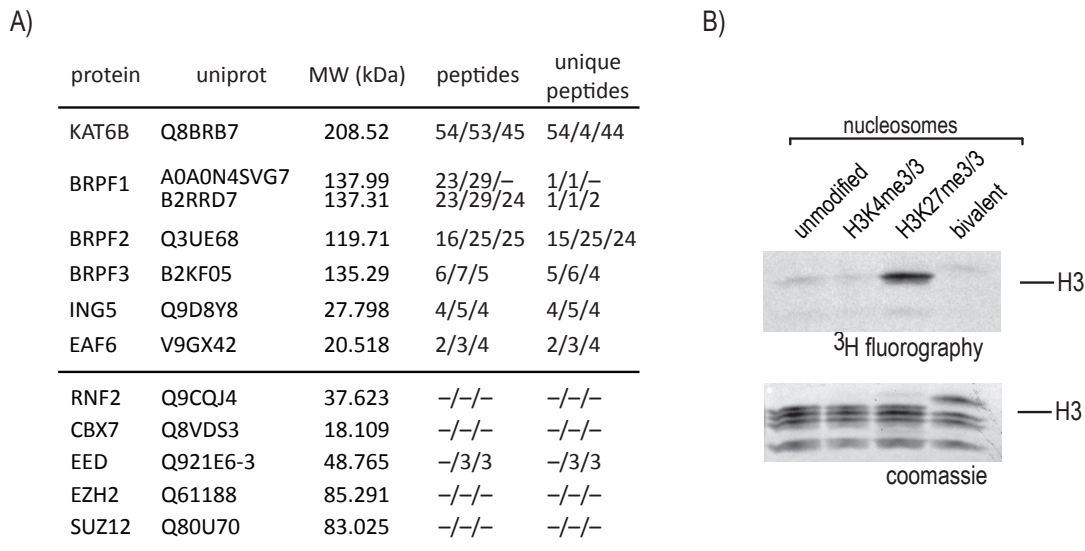 A)
protein uniprot MW (kDa) peptides unique peptides
KAT6B Q8BRB7 208.52 54/53/45 54/4/44
BRPF1 A0A0N4SVG7 137.99 23/29/– 1/1/–
B2RRD7 137.31 23/29/24 1/1/2
BRPF2 Q3UE68 119.71 16/25/25 15/25/24
BRPF3 B2KF05 135.29 6/7/5 5/6/4
ING5 Q9D8Y8 27.798 4/5/4 4/5/4
EAF6 V9GX42 20.518 2/3/4 2/3/4
RNF2 Q9CQJ4 37.623 –/–/– –/–/–
CBX7 Q8VDS3 18.109 –/–/– –/–/–
EED Q921E6-3 48.765 –/3/3 –/3/3
EZH2 Q61188 85.291 –/–/– –/–/–
SUZ12 Q80U70 83.025 –/–/– –/–/–
B)
nucleosomes
unmodified
H3K4me3/3
H3K27me3/3
bivalent
H3
³H fluorography
H3
coomassie